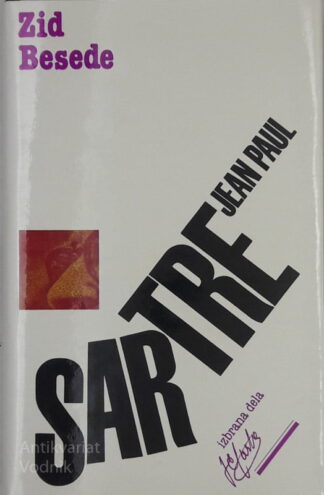 Zid
Besede
JEAN PAUL
SARTRE
izbrana dela
Antikvariat
Vodnik